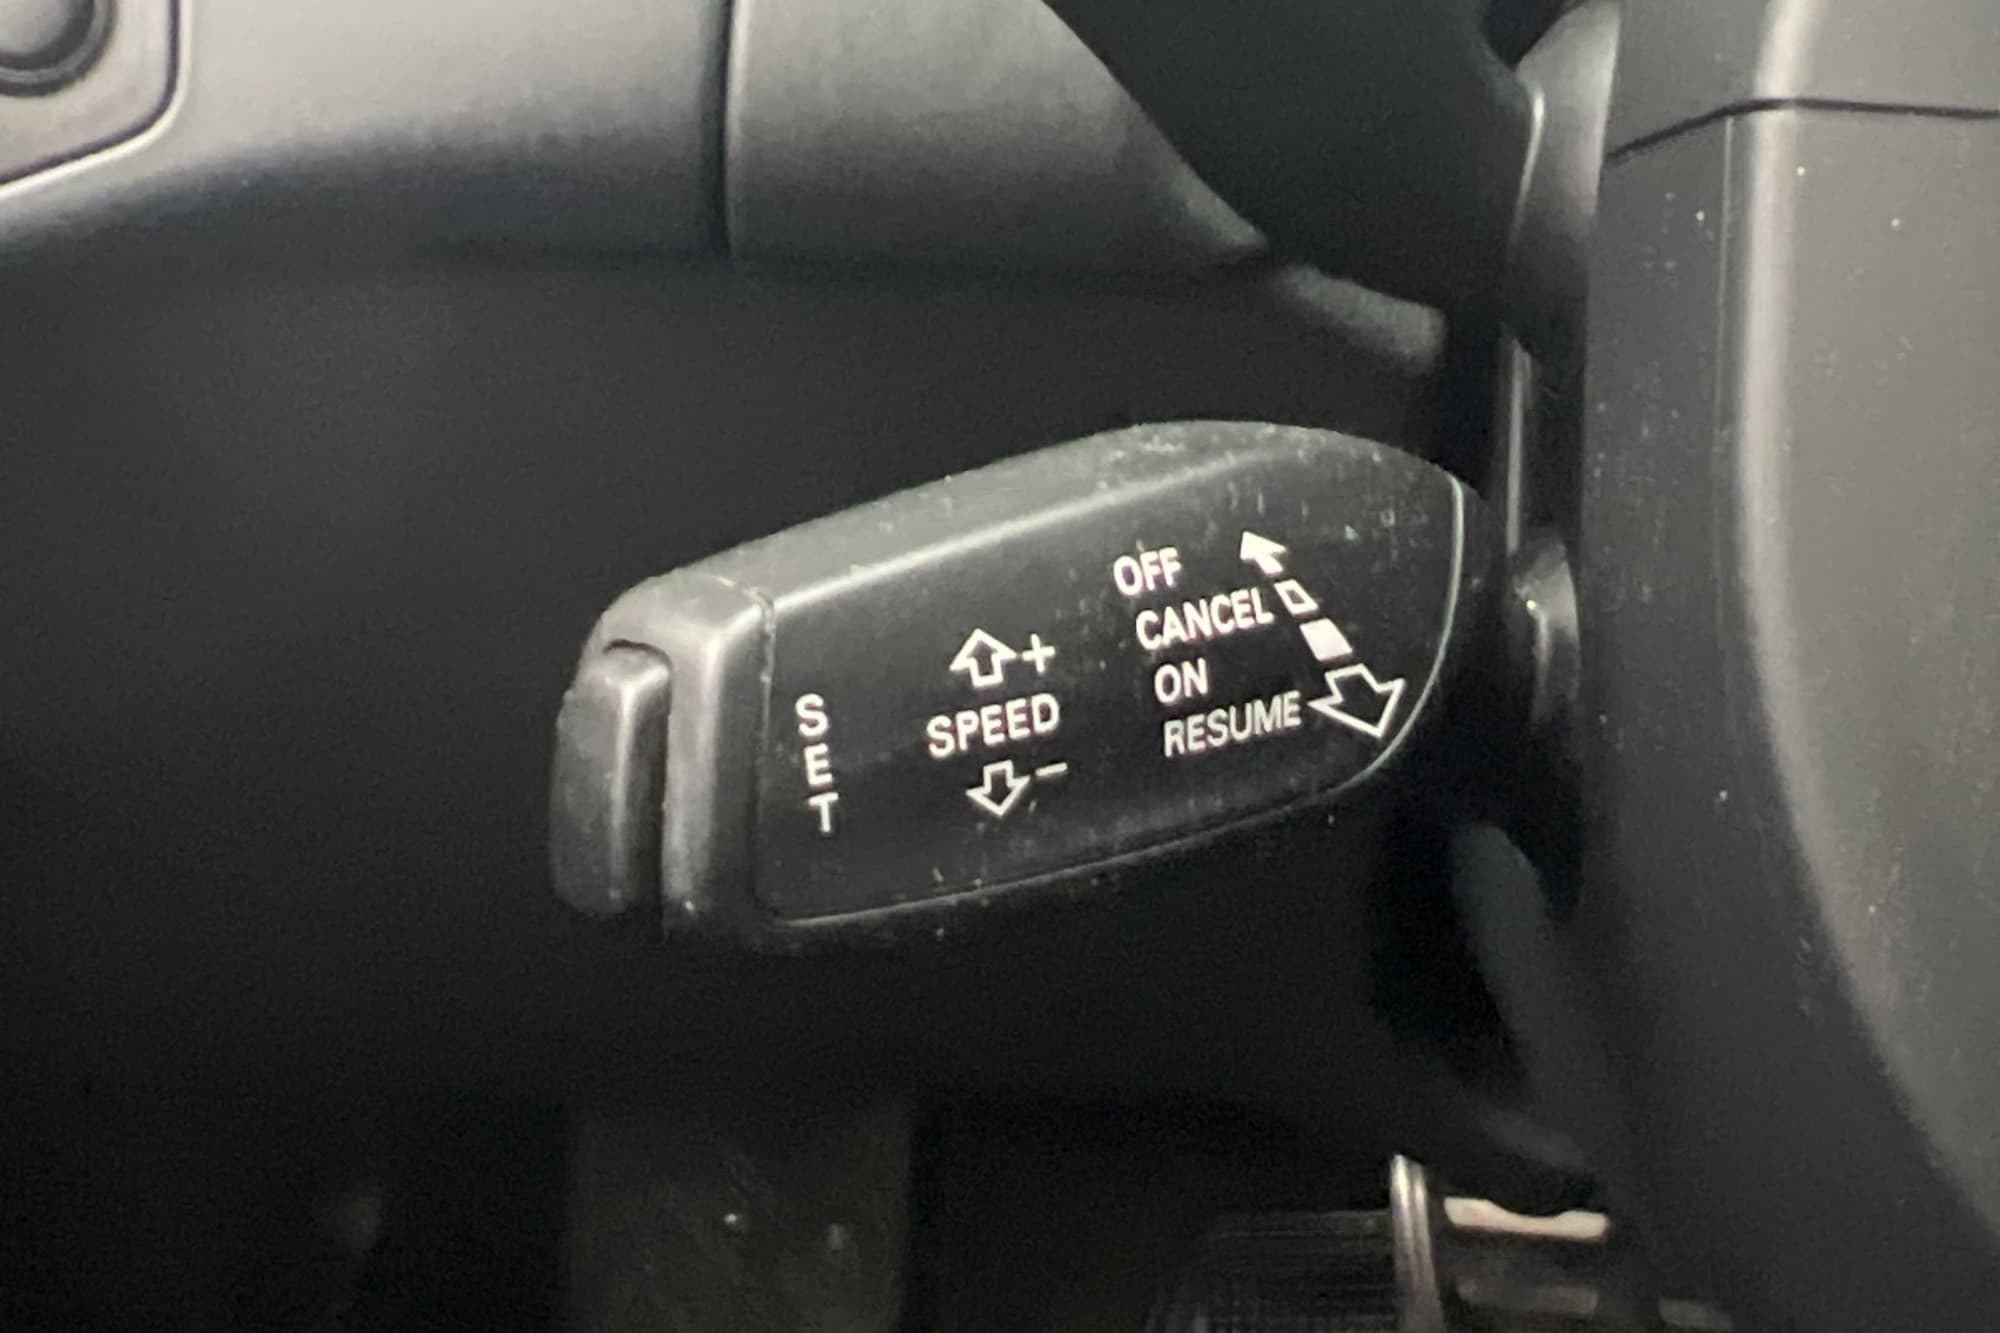 SET
+
SPEED
−
OFF
CANCEL
ON
RESUME